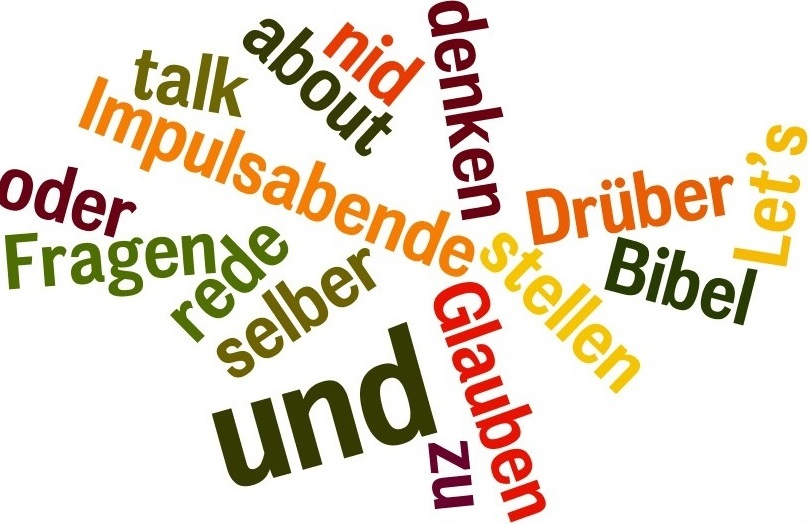 denken
nid
about
talk
Impulsabende
Let's
oder
Drüber
Fragen
rede
selber
stellen
Bibel
Glauben
und
zu